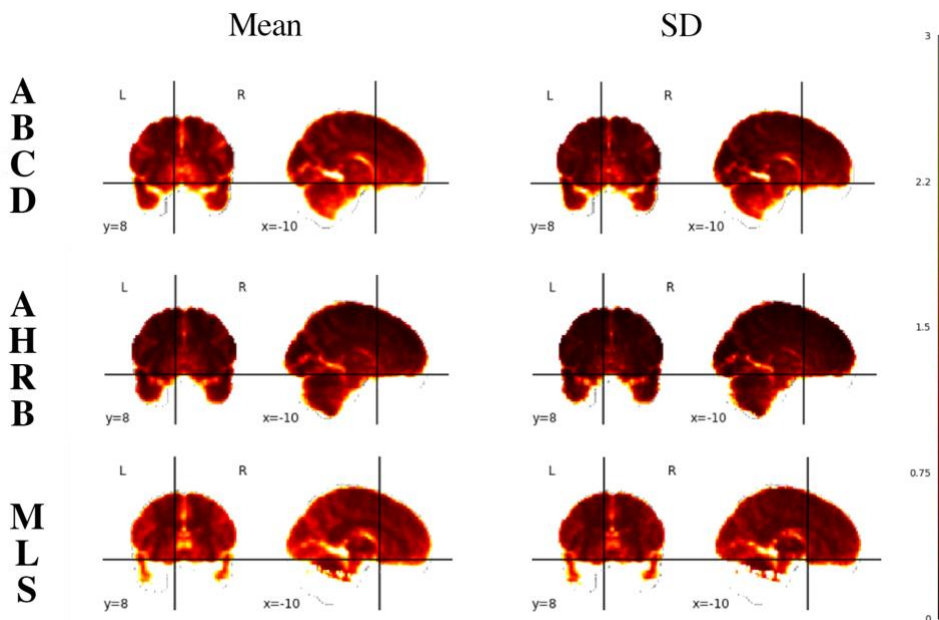 Mean SD
A
B
C
D
L R L R
y=8 x=-10 y=8 x=-10
A
H
R
B
L R L R
y=8 x=-10 y=8 x=-10
M
L
S
L R L R
y=8 x=-10 y=8 x=-10
3
2.2
1.5
0.75
0